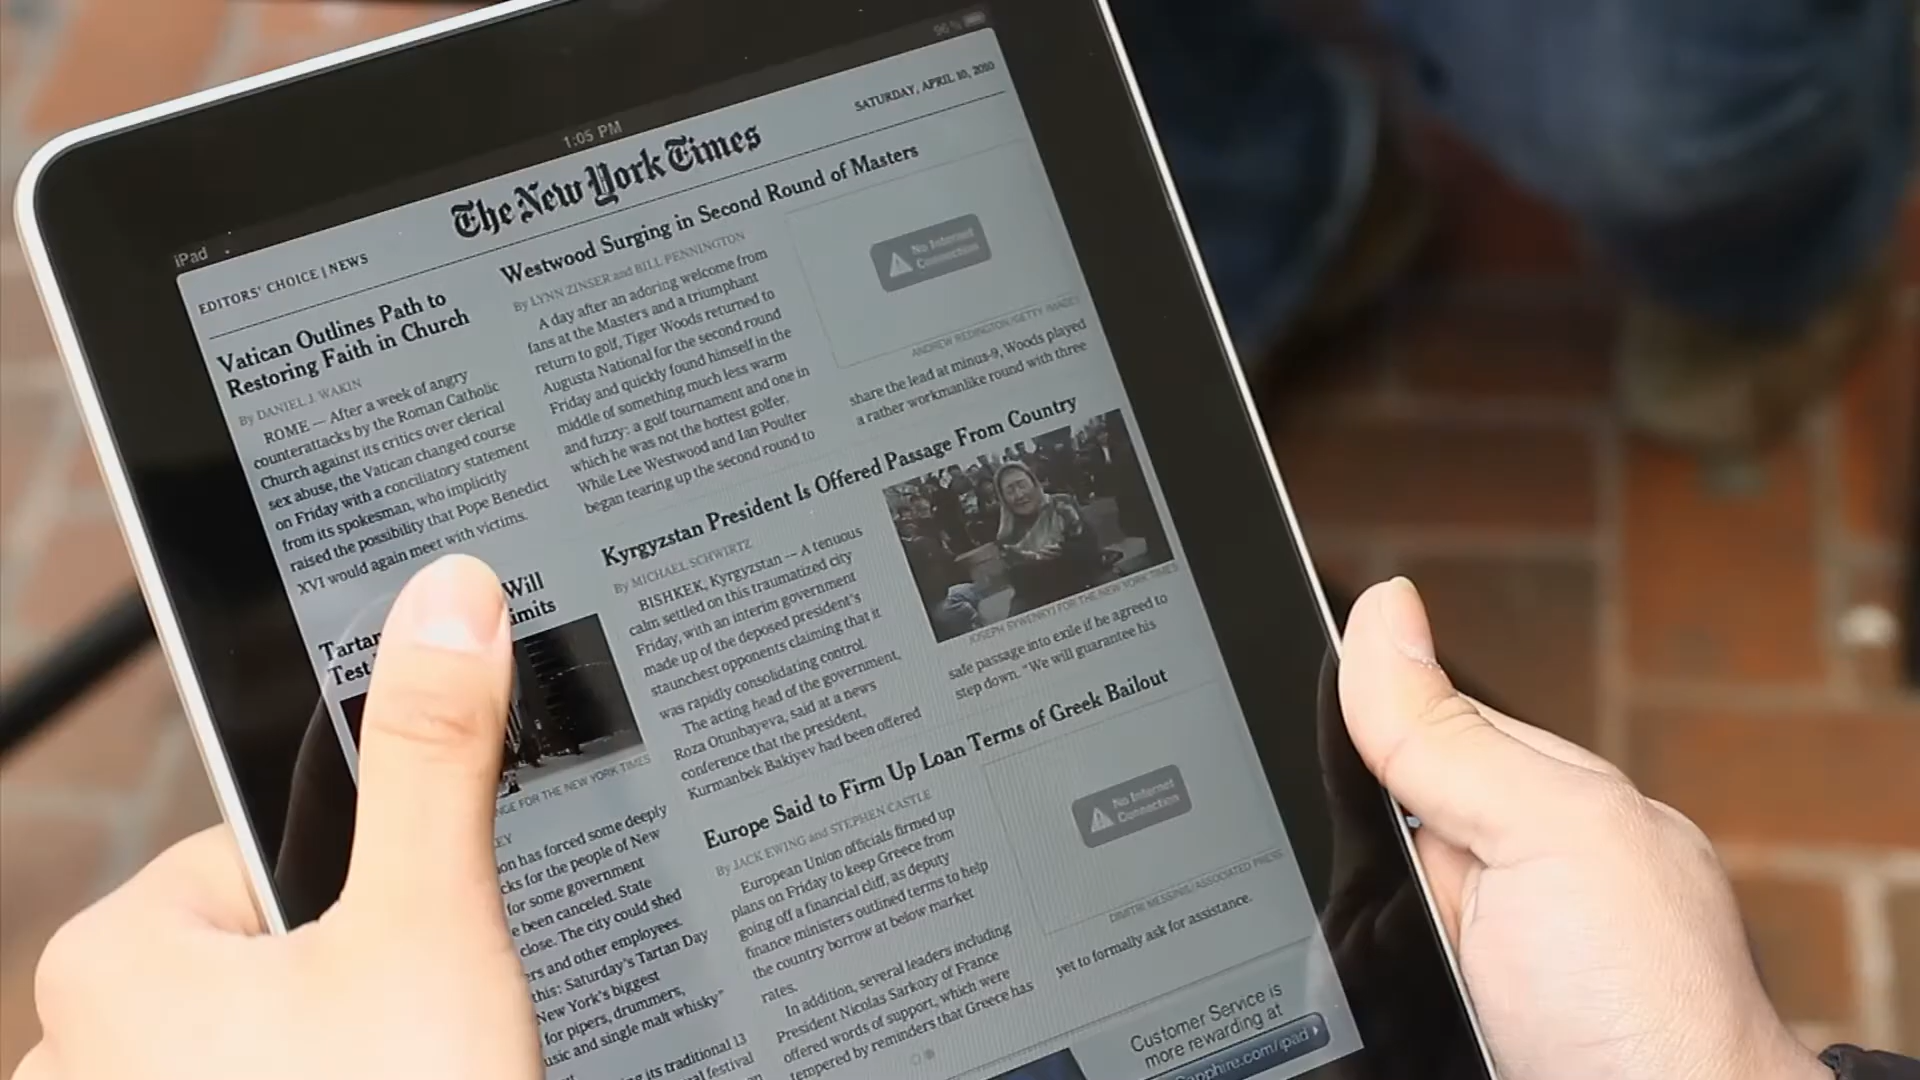 iPad
1:05 PM
96%
EDITORS' CHOICE | NEWS
The New York Times
SATURDAY, APRIL 10, 2010
Vatican Outlines Path to
Restoring Faith in Church
By DANIEL J. WAKIN
ROME — After a week of angry
counterattacks by the Roman Catholic
Church against its critics over clerical
sex abuse, the Vatican changed course
on Friday with a conciliatory statement
from its spokesman, who implicitly
raised the possibility that Pope Benedict
XVI would again meet with victims.
Tartan
Will
Test
imits
NGE FOR THE NEW YORK TIMES
EY
on has forced some deeply
cks for the people of New
for some government
e been canceled. State
close. The city could shed
ers and other employees.
this: Saturday's Tartan Day
New York's biggest
for pipers, drummers,
usic and single malt whisky"
ng its traditional 13
al festival
Westwood Surging in Second Round of Masters
By LYNN ZINSER and BILL PENNINGTON
A day after an adoring welcome from
fans at the Masters and a triumphant
return to golf, Tiger Woods returned to
Augusta National for the second round
Friday and quickly found himself in the
middle of something much less warm
and fuzzy: a golf tournament and one in
which he was not the hottest golfer.
While Lee Westwood and Ian Poulter
began tearing up the second round to
No Internet
Connection
ANDREW REDINGTON/GETTY IMAGES
share the lead at minus-9, Woods played
a rather workmanlike round with three
Kyrgyzstan President Is Offered Passage From Country
By MICHAEL SCHWIRTZ
BISHKEK, Kyrgyzstan — A tenuous
calm settled on this traumatized city
Friday, with an interim government
made up of the deposed president's
staunchest opponents claiming that it
was rapidly consolidating control.
The acting head of the government,
Roza Otunbayeva, said at a news
conference that the president,
Kurmanbek Bakiyev had been offered
JOSEPH SYWENKYJ FOR THE NEW YORK TIMES
safe passage into exile if he agreed to
step down. "We will guarantee his
Europe Said to Firm Up Loan Terms of Greek Bailout
By JACK EWING and STEPHEN CASTLE
European Union officials firmed up
plans on Friday to keep Greece from
going off a financial cliff, as deputy
finance ministers outlined terms to help
the country borrow at below market
rates.
In addition, several leaders including
President Nicolas Sarkozy of France
offered words of support, which were
tempered by reminders that Greece has
No Internet
Connection
DIMITRI MESSINIS/ASSOCIATED PRESS
yet to formally ask for assistance.
Customer Service is
more rewarding at
sapphire.com/ipad